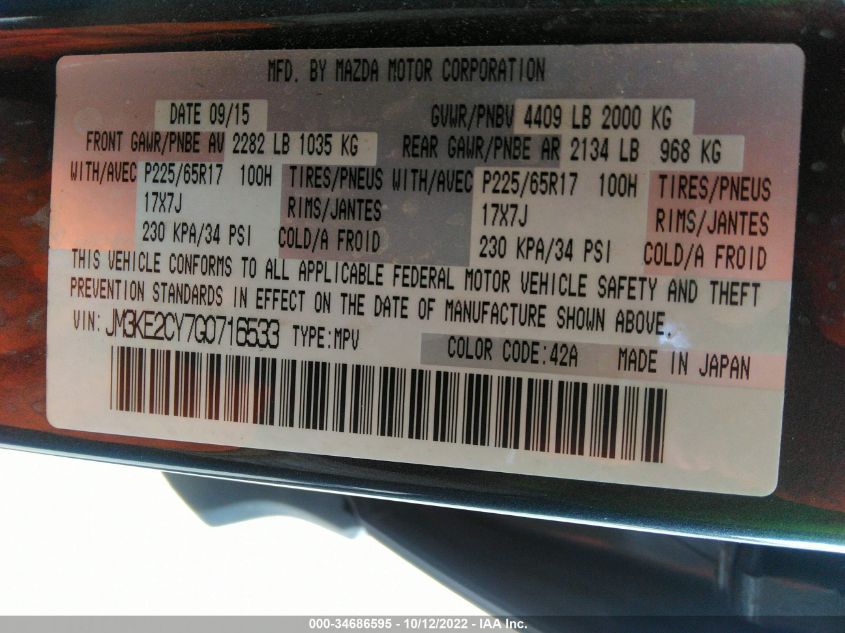 MFD. BY MAZDA MOTOR CORPORATION
DATE 09/15 GVWR/PNBV 4409 LB 2000 KG
FRONT GAWR/PNBE AV 2282 LB 1035 KG REAR GAWR/PNBE AR 2134 LB 968 KG
WITH/AVEC P225/65R17 100H TIRES/PNEUS WITH/AVEC P225/65R17 100H TIRES/PNEUS
17X7J RIMS/JANTES 17X7J RIMS/JANTES
230 KPA/34 PSI COLD/A FROID 230 KPA/34 PSI COLD/A FROID
THIS VEHICLE CONFORMS TO ALL APPLICABLE FEDERAL MOTOR VEHICLE SAFETY AND THEFT
PREVENTION STANDARDS IN EFFECT ON THE DATE OF MANUFACTURE SHOWN ABOVE.
VIN: JM3KE2CY7G0716533 TYPE:MPV COLOR CODE:42A MADE IN JAPAN
000-34686595 - 10/12/2022 - IAA Inc.